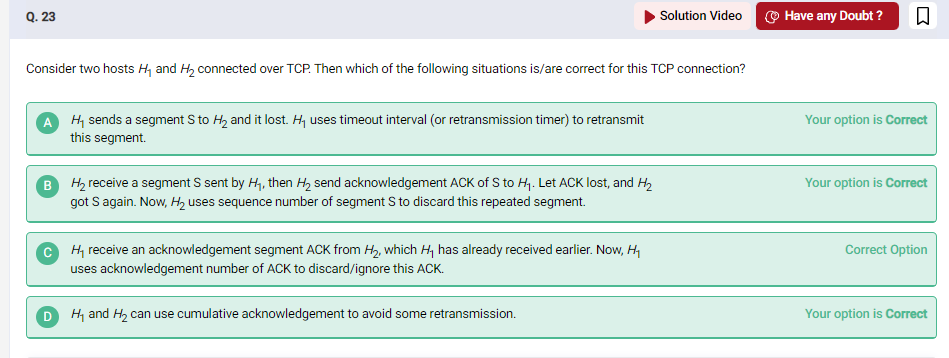 Q. 23
Solution Video
Have any Doubt ?
Consider two hosts H1 and H2 connected over TCP. Then which of the following situations is/are correct for this TCP connection?
A
H1 sends a segment S to H2 and it lost. H1 uses timeout interval (or retransmission timer) to retransmit
this segment.
Your option is Correct
B
H2 receive a segment S sent by H1, then H2 send acknowledgement ACK of S to H1. Let ACK lost, and H2
got S again. Now, H2 uses sequence number of segment S to discard this repeated segment.
Your option is Correct
C
H1 receive an acknowledgement segment ACK from H2, which H1 has already received earlier. Now, H1
uses acknowledgement number of ACK to discard/ignore this ACK.
Correct Option
D
H1 and H2 can use cumulative acknowledgement to avoid some retransmission.
Your option is Correct